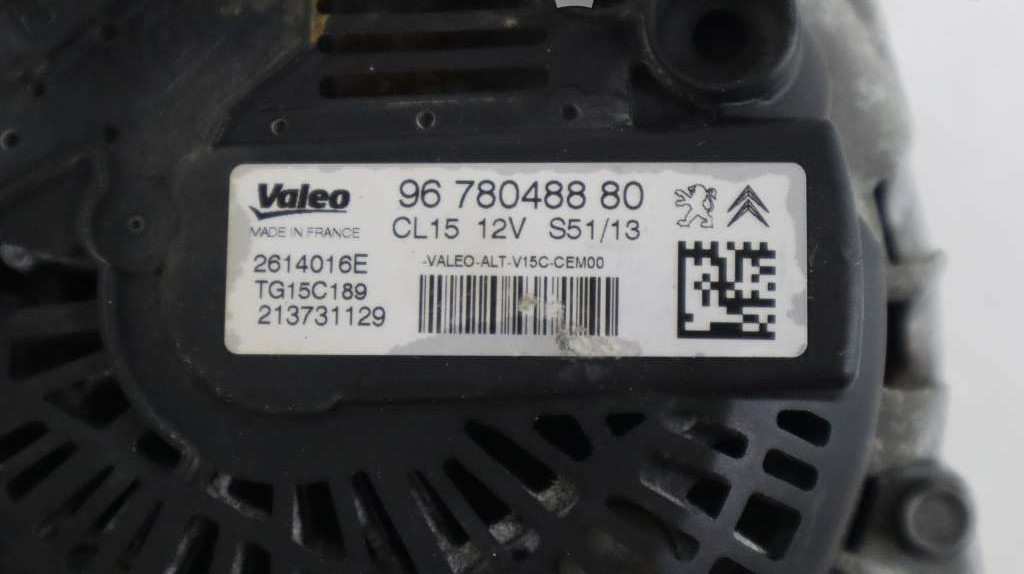 Valeo
MADE IN FRANCE
96 780488 80
CL15 12V S51/13
2614016E
TG15C189
213731129
-VALEO-ALT-V15C-CEM00